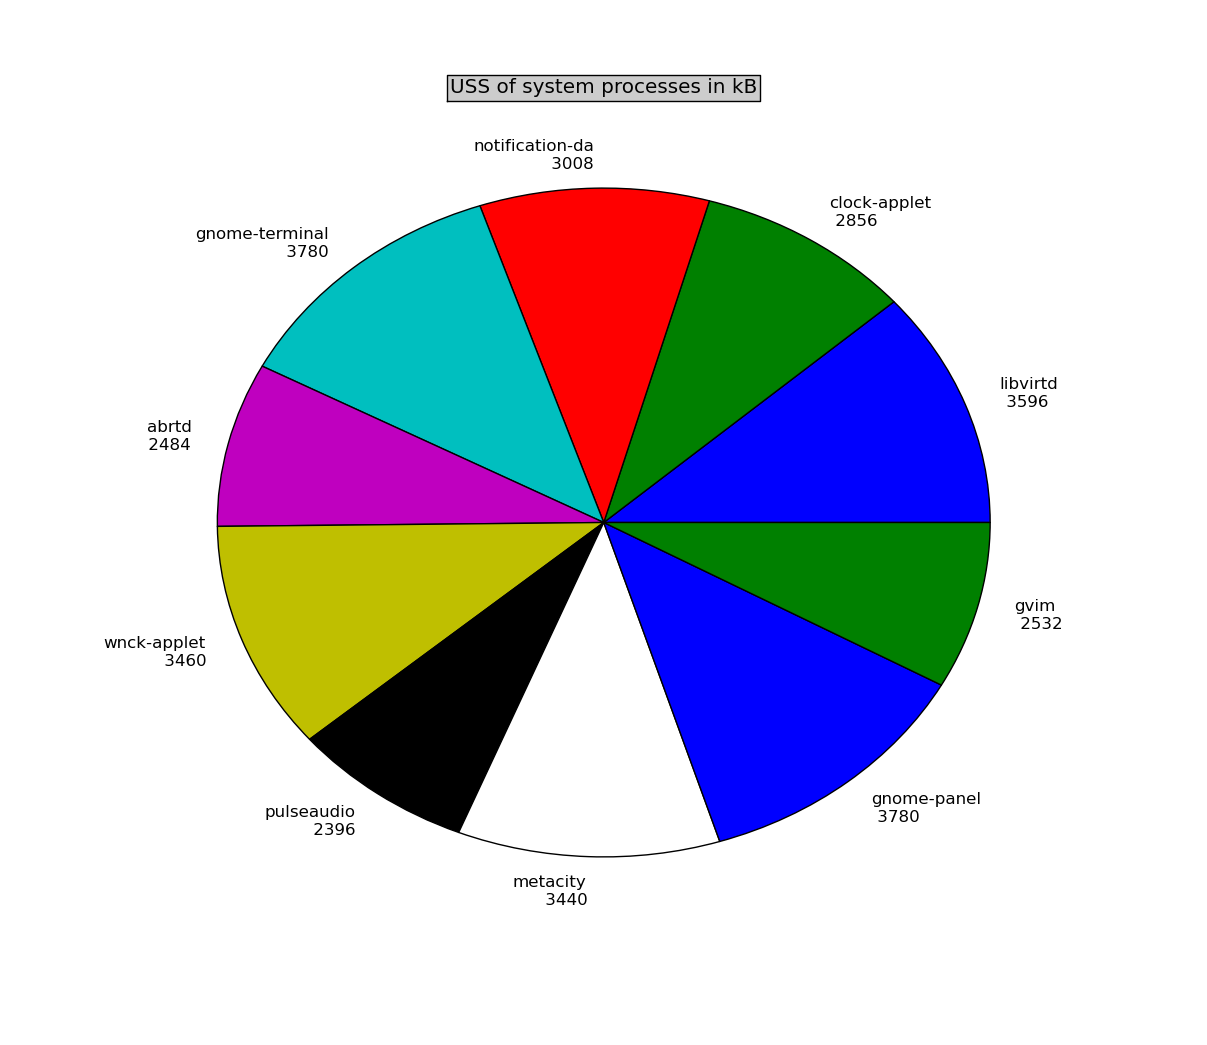 USS of system processes in kB
notification-da
3008
clock-applet
2856
gnome-terminal
3780
libvirtd
3596
abrtd
2484
gvim
2532
wnck-applet
3460
gnome-panel
3780
pulseaudio
2396
metacity
3440